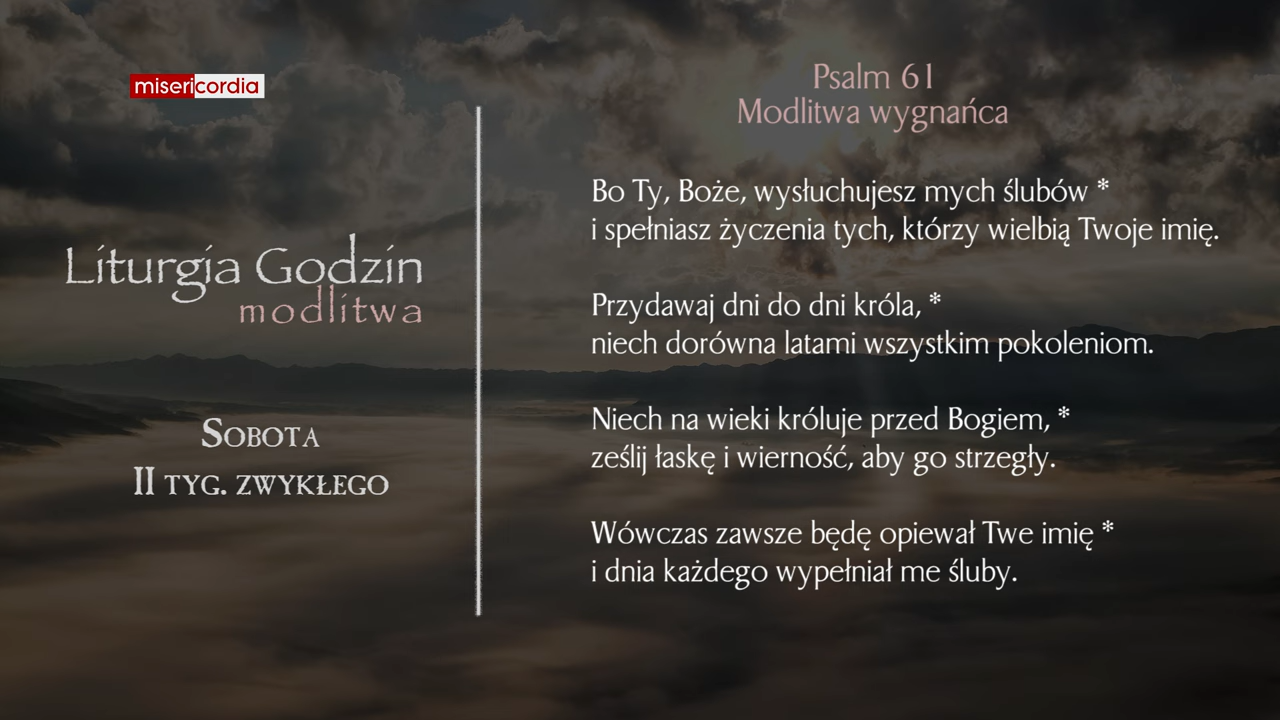 misericordia
Liturgia Godzin
modlitwa
SOBOTA
II TYG. ZWYKŁEGO
Psalm 61
Modlitwa wygnańca
Bo Ty, Boże, wysłuchujesz mych ślubów *
i spełniasz życzenia tych, którzy wielbią Twoje imię.
Przydawaj dni do dni króla, *
niech dorówna latami wszystkim pokoleniom.
Niech na wieki króluje przed Bogiem, *
ześlij łaskę i wierność, aby go strzegły.
Wówczas zawsze będę opiewał Twe imię *
i dnia każdego wypełniał me śluby.